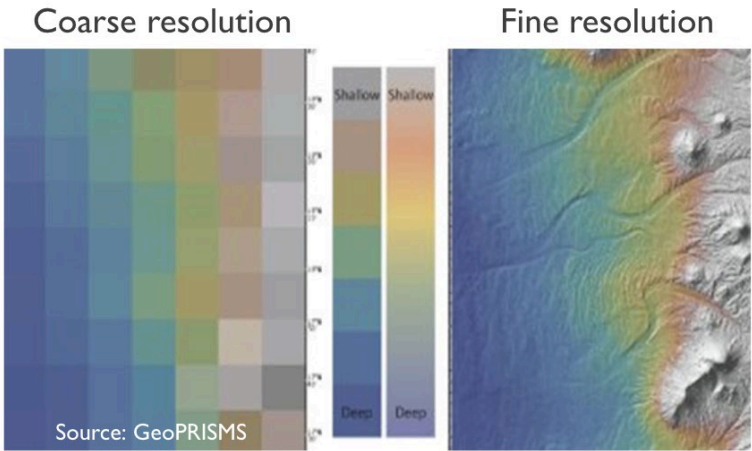 Coarse resolution
Fine resolution
Shallow
Shallow
Deep
Deep
Source: GeoPRISMS